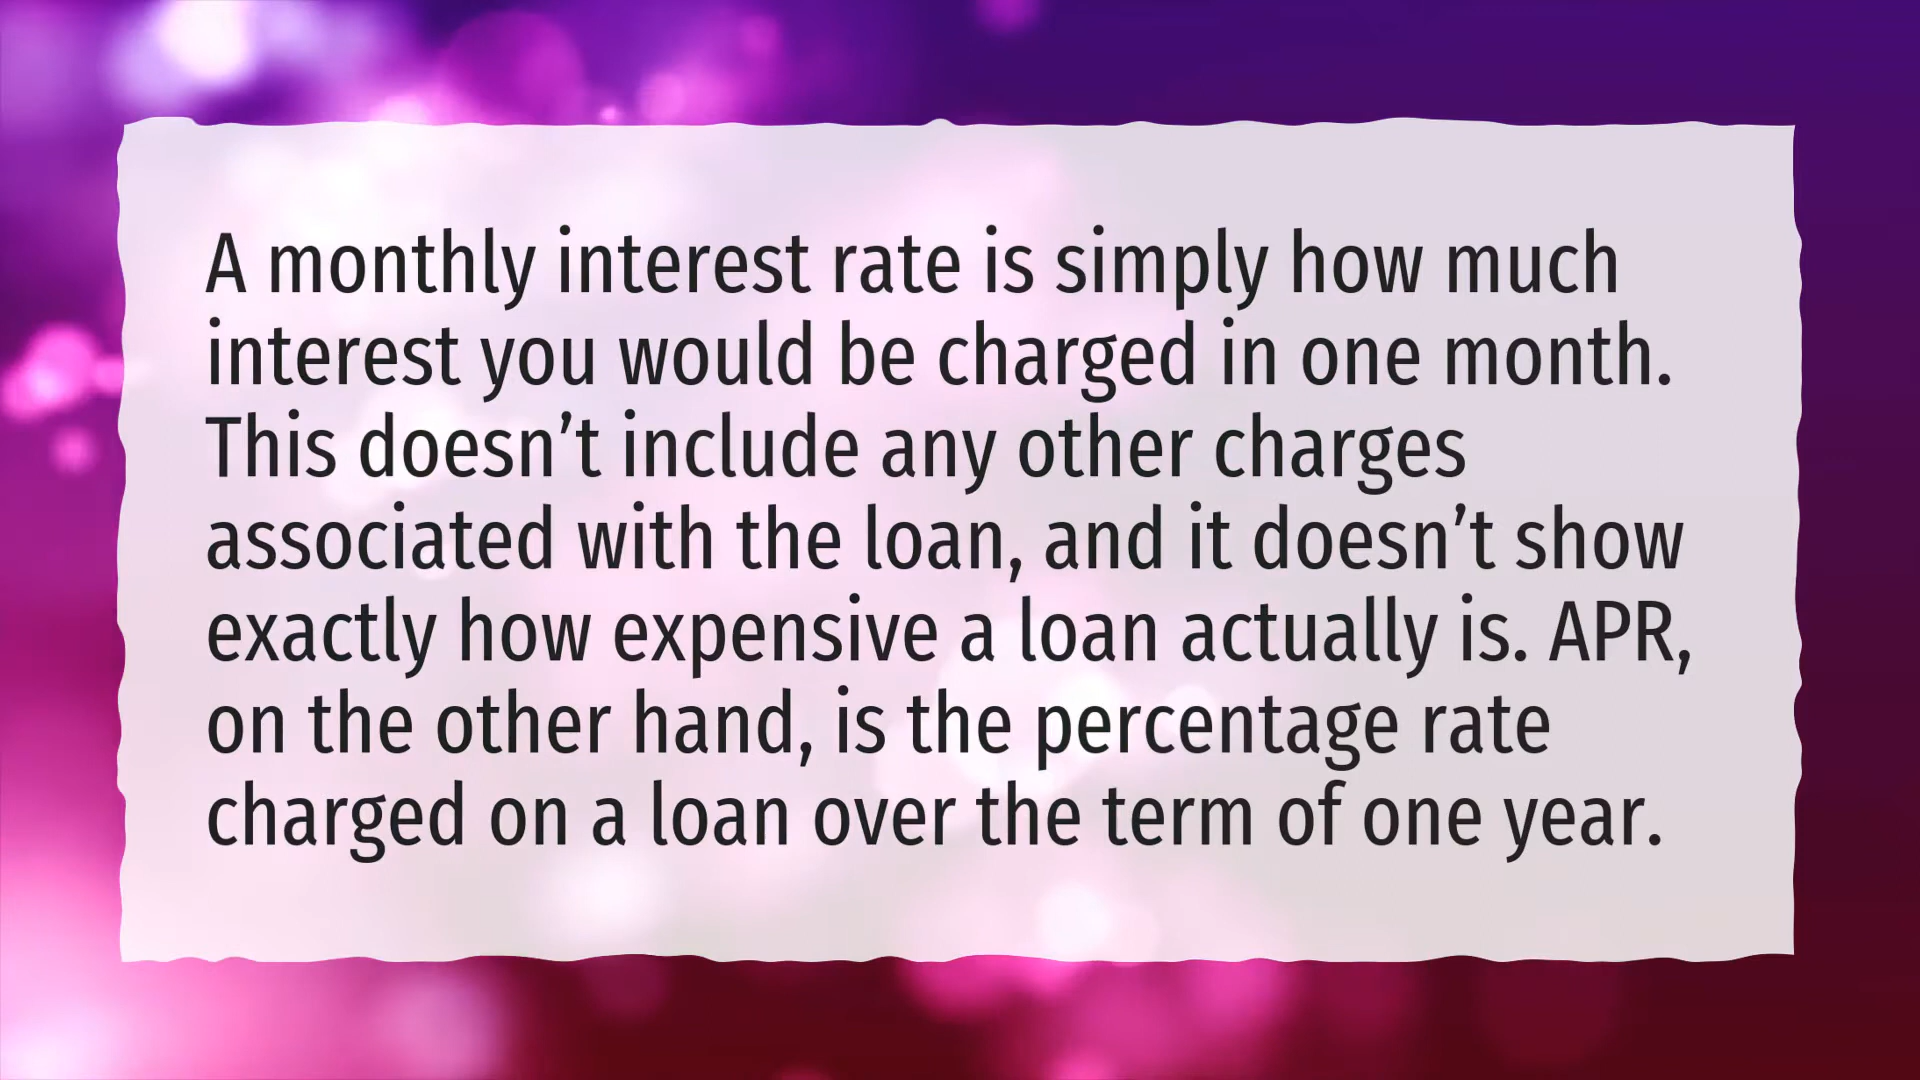 A monthly interest rate is simply how much
interest you would be charged in one month.
This doesn’t include any other charges
associated with the loan, and it doesn’t show
exactly how expensive a loan actually is. APR,
on the other hand, is the percentage rate
charged on a loan over the term of one year.